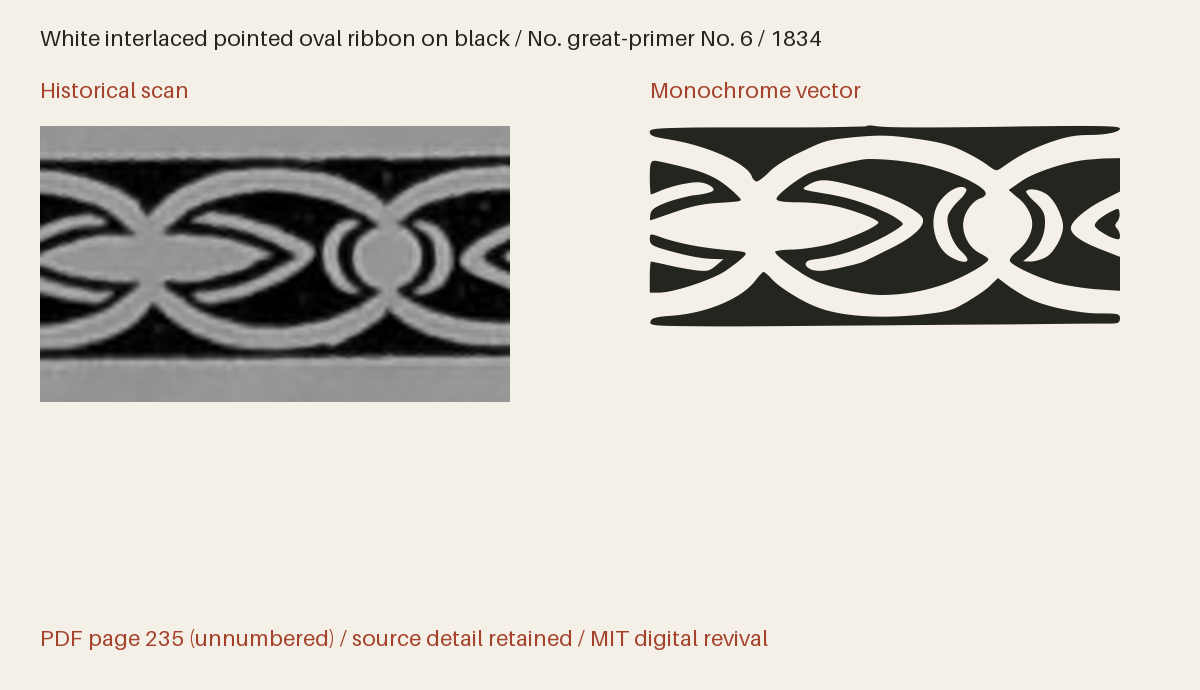 White interlaced pointed oval ribbon on black / No. great-primer No. 6 / 1834
Historical scan
Monochrome vector
PDF page 235 (unnumbered) / source detail retained / MIT digital revival